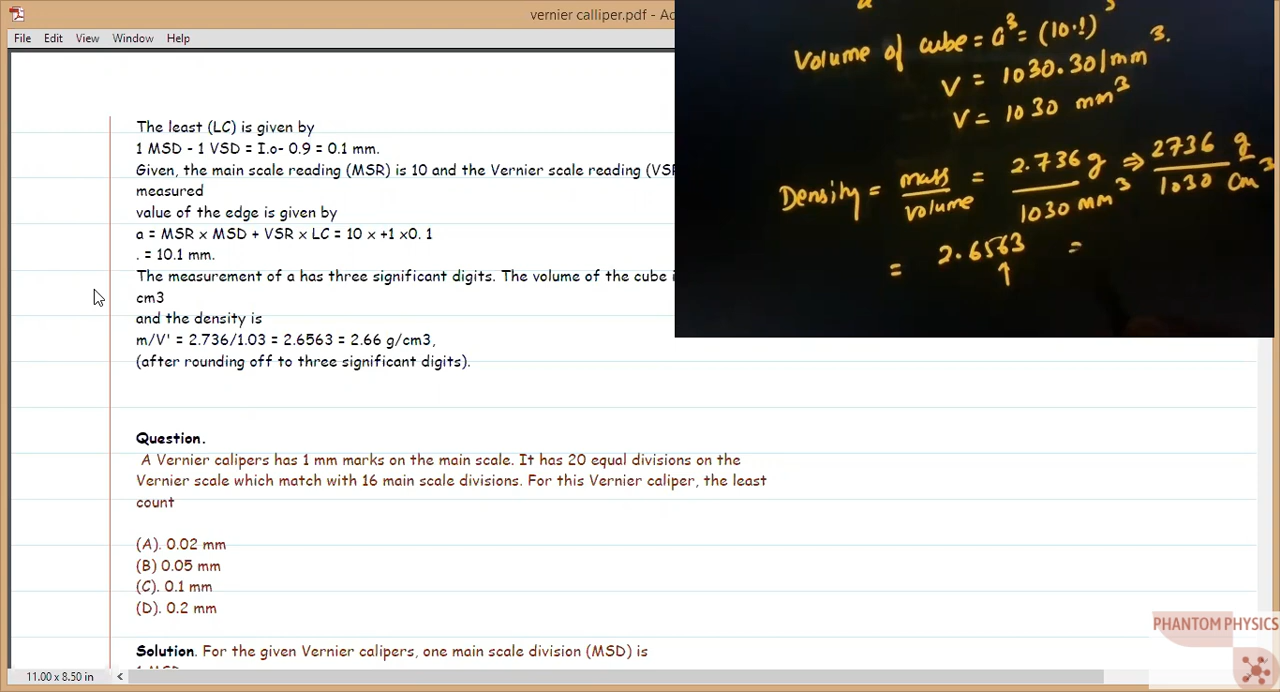 vernier calliper.pdf - Ad
File Edit View Window Help
The least (LC) is given by
1 MSD - 1 VSD = I.o- 0.9 = 0.1 mm.
Given, the main scale reading (MSR) is 10 and the Vernier scale reading (VSR
measured
value of the edge is given by
a = MSR x MSD + VSR x LC = 10 x +1 x0. 1
. = 10.1 mm.
The measurement of a has three significant digits. The volume of the cube i
cm3
and the density is
m/V' = 2.736/1.03 = 2.6563 = 2.66 g/cm3,
(after rounding off to three significant digits).
Volume of cube = a³ = (10.1)³
V = 1030.301 mm³.
V = 1030 mm³
Density = mass/volume = 2.736 g/1030 mm³ ⇒ 2736 g/1030 cm³
= 2.6563 =
↑
Question.
A Vernier calipers has 1 mm marks on the main scale. It has 20 equal divisions on the
Vernier scale which match with 16 main scale divisions. For this Vernier caliper, the least
count
(A). 0.02 mm
(B) 0.05 mm
(C). 0.1 mm
(D). 0.2 mm
Solution. For the given Vernier calipers, one main scale division (MSD) is
1 MSD
PHANTOM PHYSICS
11.00 x 8.50 in